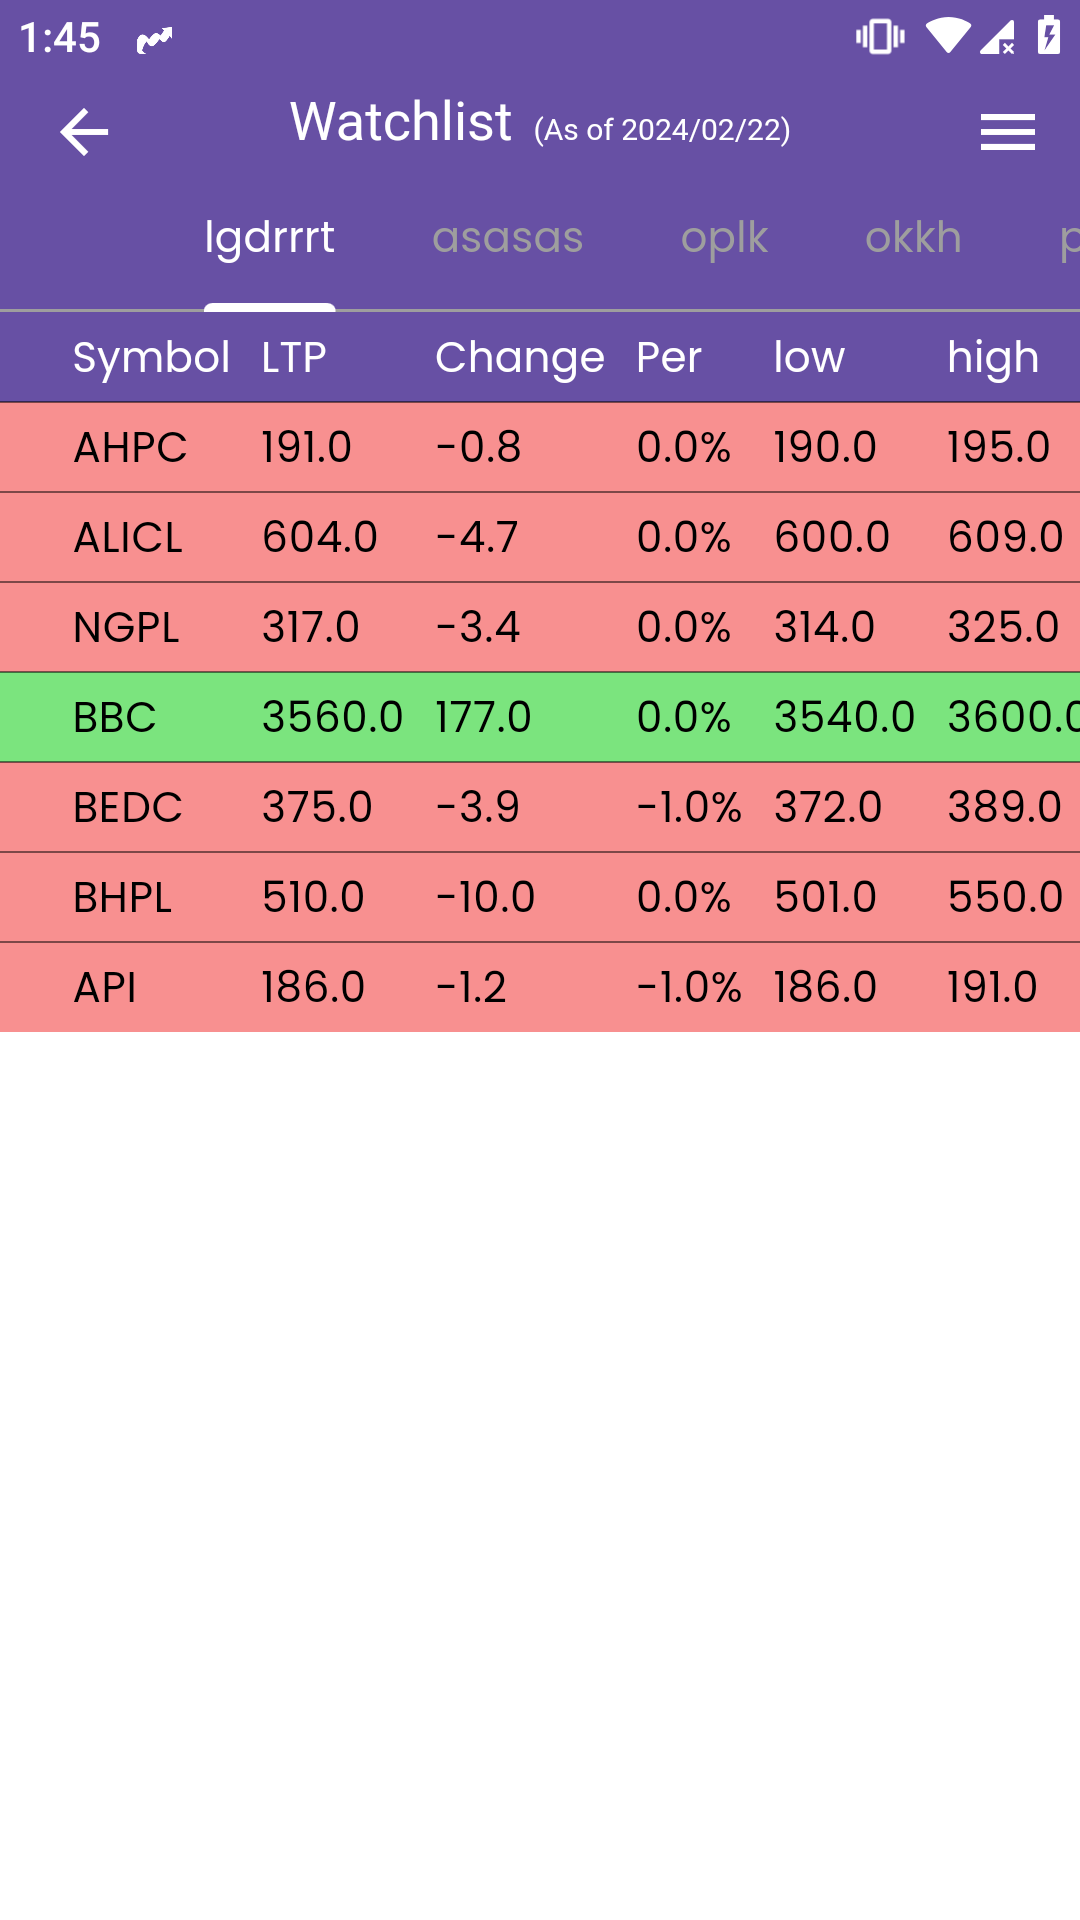 1:45
Watchlist (As of 2024/02/22)
lgdrrrt asasas oplk okkh
Symbol LTP Change Per low high
AHPC 191.0 -0.8 0.0% 190.0 195.0
ALICL 604.0 -4.7 0.0% 600.0 609.0
NGPL 317.0 -3.4 0.0% 314.0 325.0
BBC 3560.0 177.0 0.0% 3540.0 3600.0
BEDC 375.0 -3.9 -1.0% 372.0 389.0
BHPL 510.0 -10.0 0.0% 501.0 550.0
API 186.0 -1.2 -1.0% 186.0 191.0